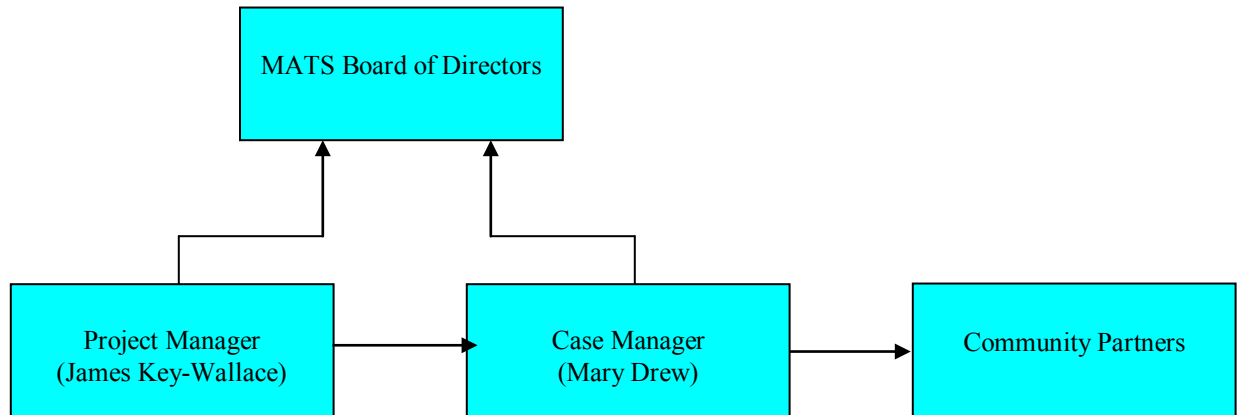 MATS Board of Directors
Project Manager
(James Key-Wallace)
Case Manager
(Mary Drew)
Community Partners